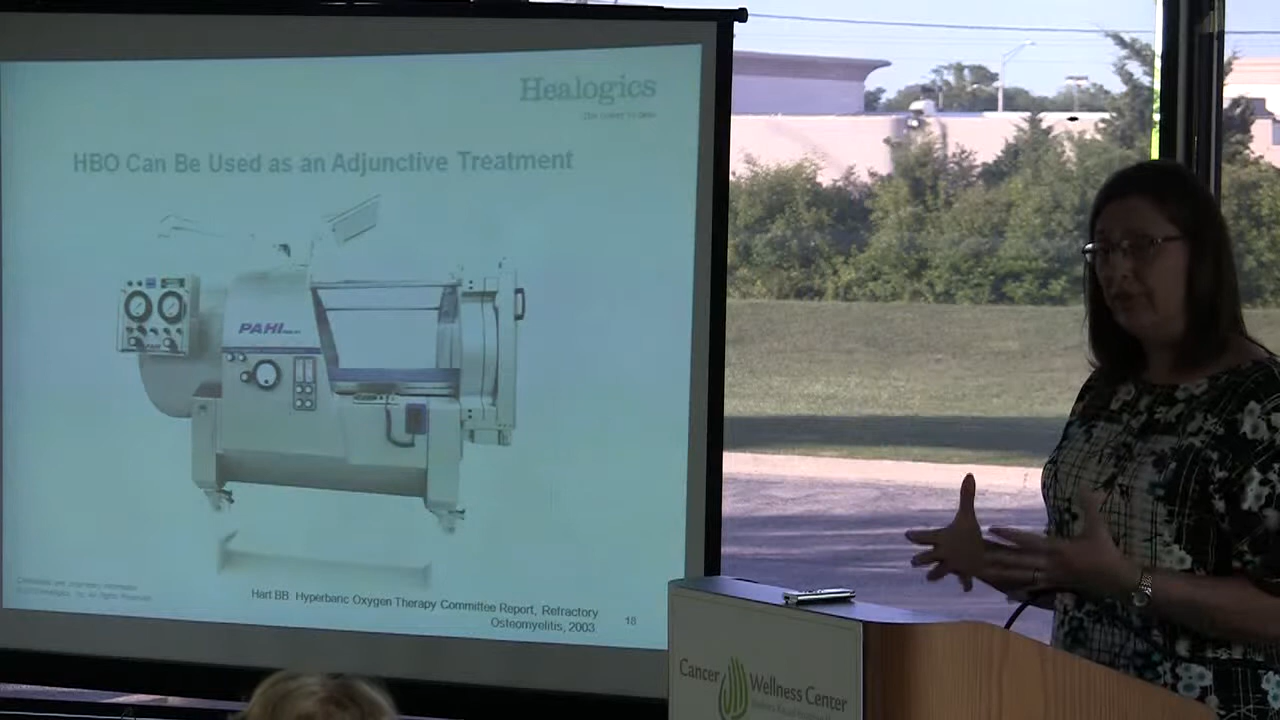 Healogics
HBO Can Be Used as an Adjunctive Treatment
PAHI
Hart BB Hyperbaric Oxygen Therapy Committee Report, Refractory
Osteomyelitis, 2003.
18
Cancer
Wellness Center